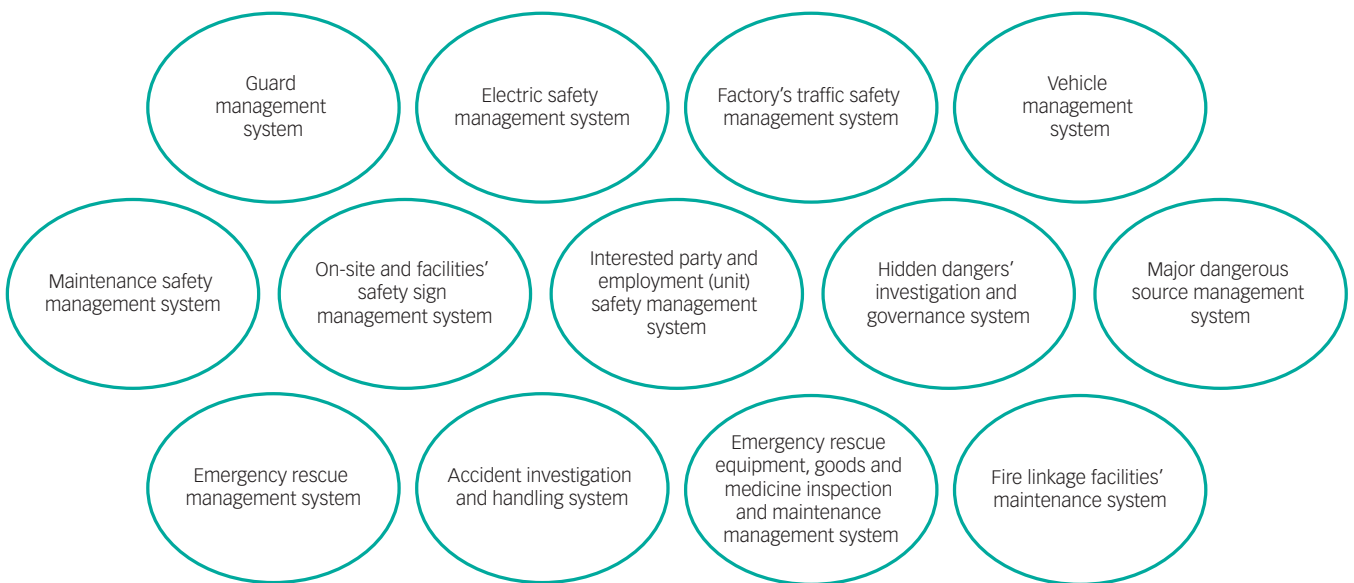 Guard
management
system
Electric safety
management system
Factory's traffic safety
management system
Vehicle
management
system
Maintenance safety
management system
On-site and facilities'
safety sign
management system
Interested party and
employment (unit)
safety management
system
Hidden dangers'
investigation and
governance system
Major dangerous
source management
system
Emergency rescue
management system
Accident investigation
and handling system
Emergency rescue
equipment, goods and
medicine inspection
and maintenance
management system
Fire linkage facilities'
maintenance system